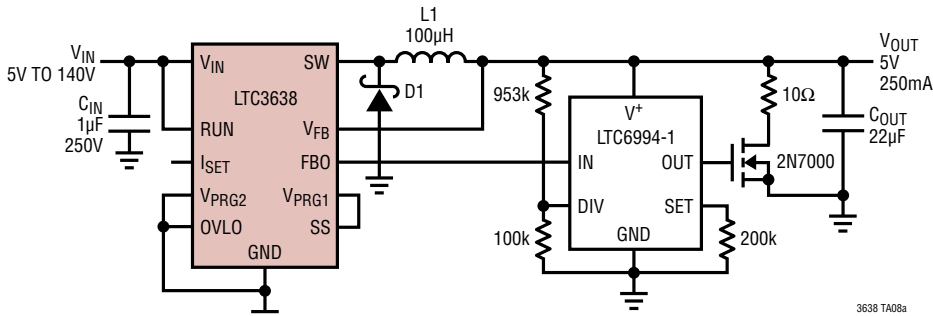 L1
100µH
VIN
5V TO 140V
VIN
SW
VOUT
5V
250mA
LTC3638
D1
953k
10Ω
CIN
1µF
250V
V+
LTC6994-1
COUT
22µF
RUN
VFB
ISET
FBO
IN
OUT
2N7000
VPRG2
VPRG1
DIV
SET
OVLO
SS
GND
100k
GND
200k
3638 TA08a